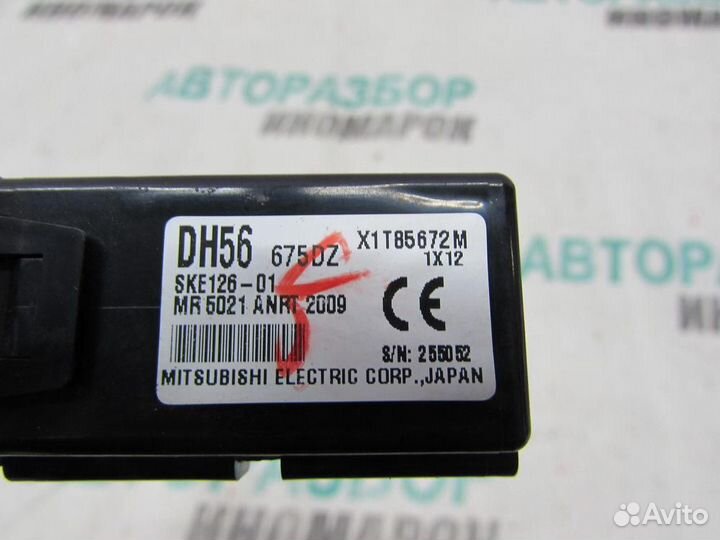 АВТОРАЗБОР
ИНОМАРОК
DH56 675DZ X1T85672M
1X12
SKE126-01
MR 5021 ANRT 2009
CE
S/N: 255052
MITSUBISHI ELECTRIC CORP.,JAPAN
Avito